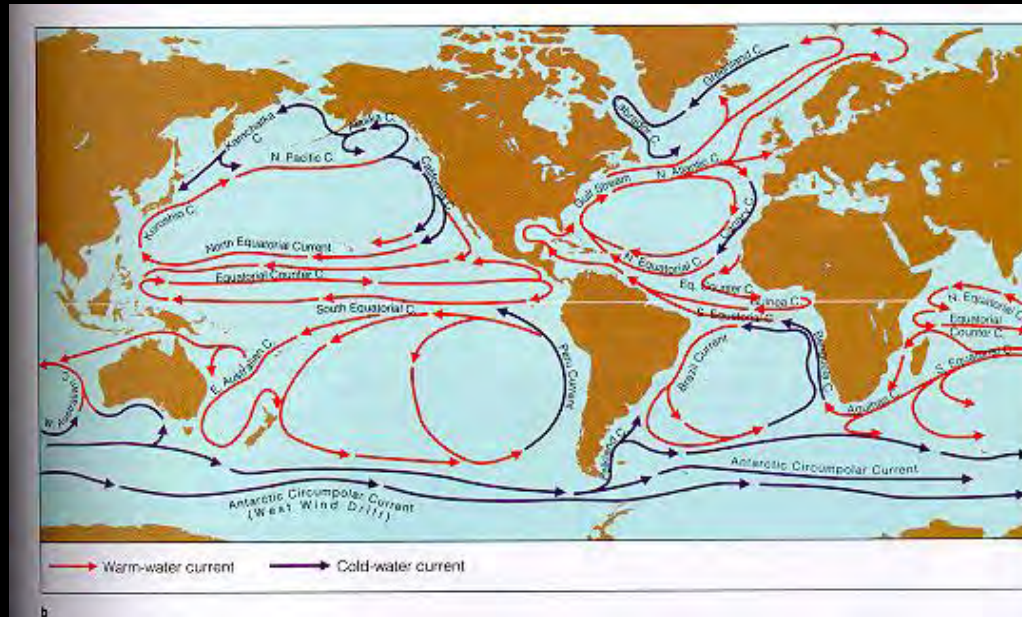 Greenland C.
Labrador C.
Kamchatka
C.
Alaska C.
N. Pacific C.
California C.
Kuroshio C.
North Equatorial Current
Equatorial Counter C.
South Equatorial C.
Gulf Stream
N. Atlantic C.
Canary C.
N. Equatorial C.
Eq. Counter C.
Guinea C.
S. Equatorial C.
N. Equatorial C.
Equatorial
Counter C.
S. Equatorial C.
E. Australian C.
W. Australian C.
Peru Current
Brazil Current
Benguela C.
Agulhas C.
Falkland C.
Antarctic Circumpolar Current
(West Wind Drift)
Antarctic Circumpolar Current
Warm-water current
Cold-water current
b